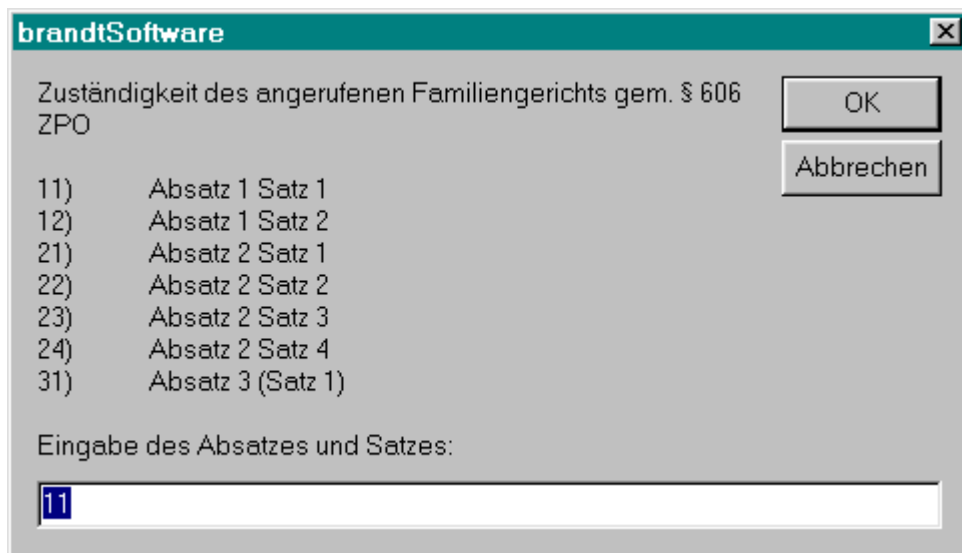 brandtSoftware
Zuständigkeit des angerufenen Familiengerichts gem. § 606
ZPO
OK
Abbrechen
11) Absatz 1 Satz 1
12) Absatz 1 Satz 2
21) Absatz 2 Satz 1
22) Absatz 2 Satz 2
23) Absatz 2 Satz 3
24) Absatz 2 Satz 4
31) Absatz 3 (Satz 1)
Eingabe des Absatzes und Satzes:
11